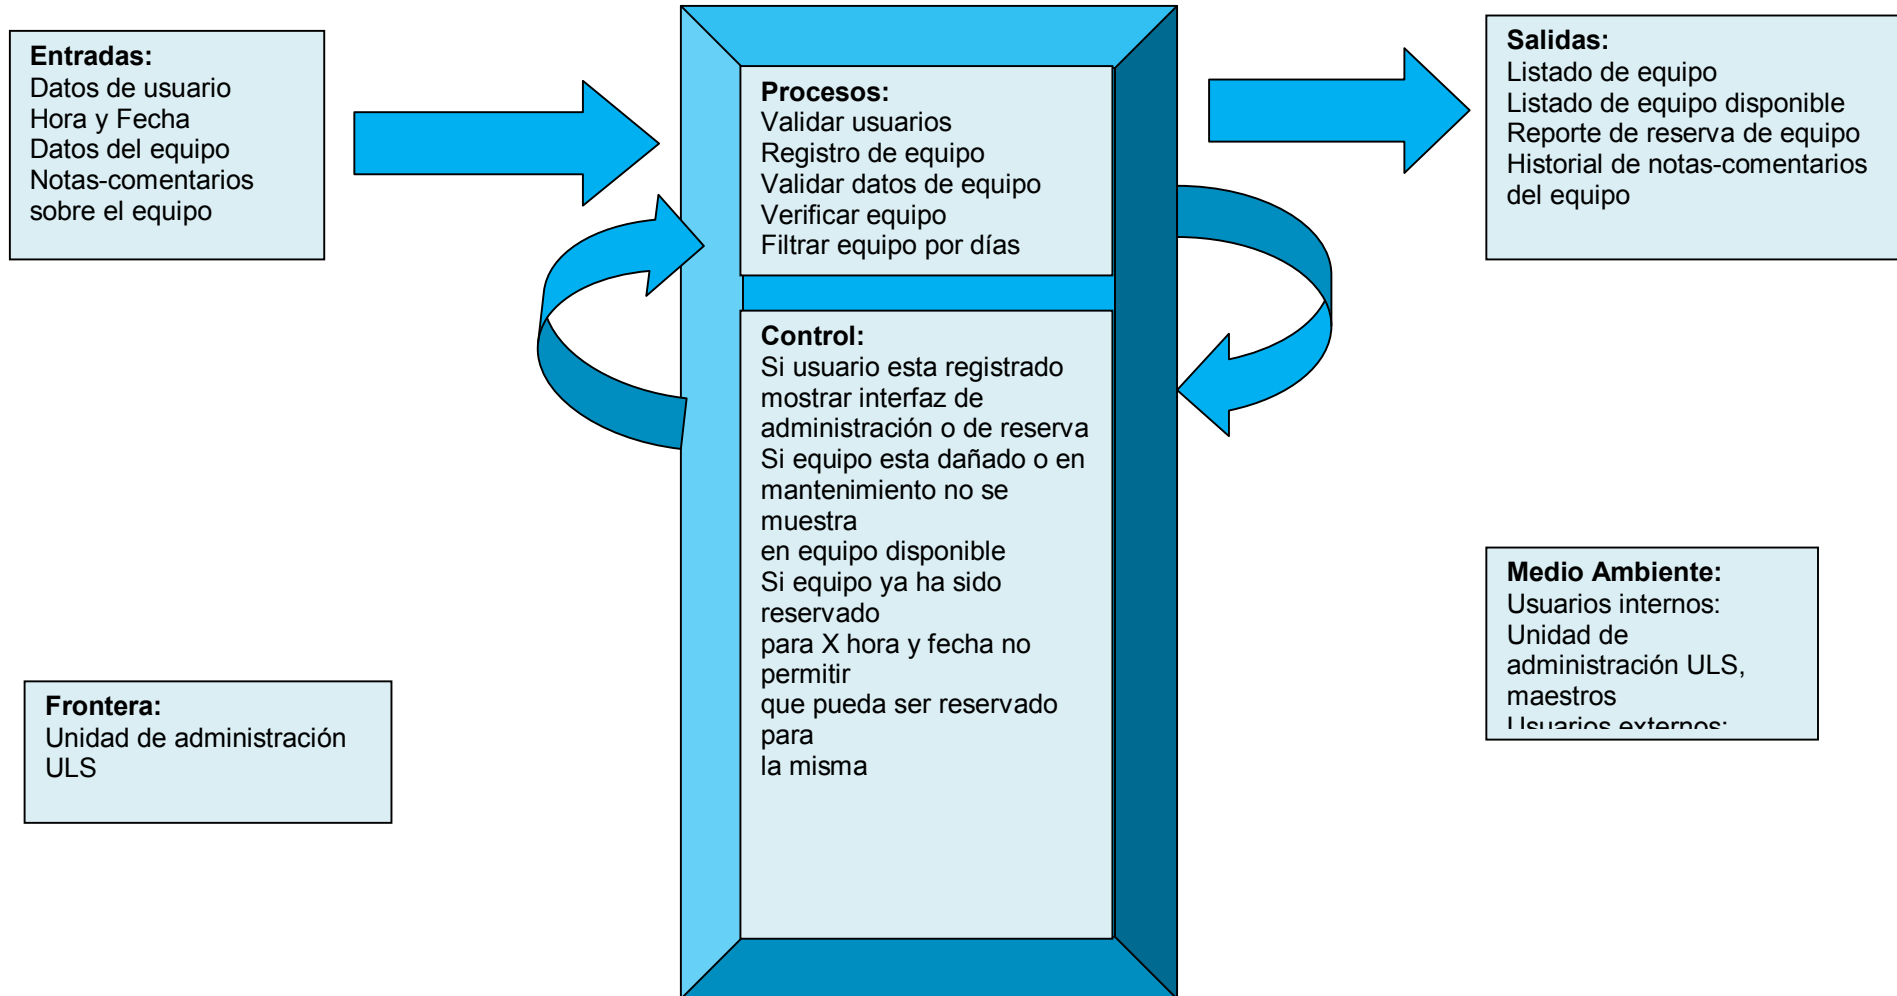 Entradas:
Datos de usuario
Hora y Fecha
Datos del equipo
Notas-comentarios
sobre el equipo
Procesos:
Validar usuarios
Registro de equipo
Validar datos de equipo
Verificar equipo
Filtrar equipo por días
Salidas:
Listado de equipo
Listado de equipo disponible
Reporte de reserva de equipo
Historial de notas-comentarios
del equipo
Control:
Si usuario esta registrado
mostrar interfaz de
administración o de reserva
Si equipo esta dañado o en
mantenimiento no se
muestra
en equipo disponible
Si equipo ya ha sido
reservado
para X hora y fecha no
permitir
que pueda ser reservado
para
la misma
Frontera:
Unidad de administración
ULS
Medio Ambiente:
Usuarios internos:
Unidad de
administración ULS,
maestros
Usuarios externos: